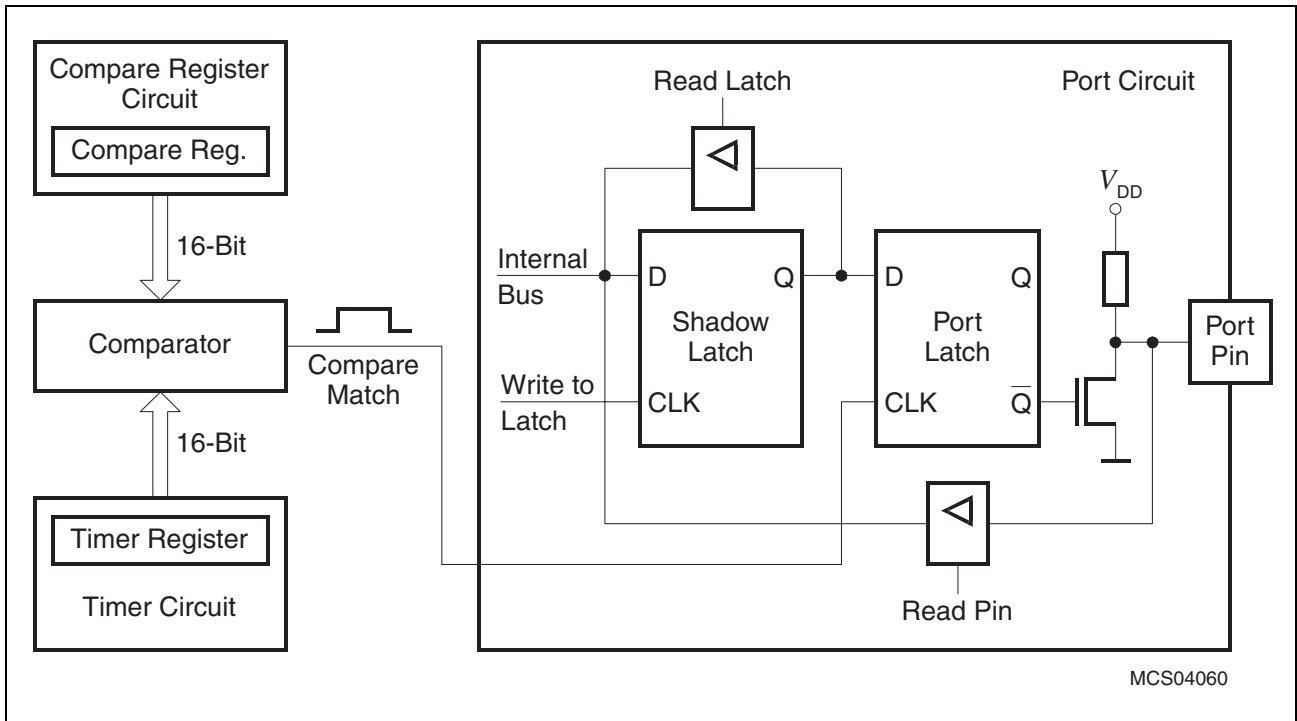 Compare Register
Circuit
Compare Reg.
16-Bit
Comparator
Compare
Match
16-Bit
Timer Register
Timer Circuit
Port Circuit
Read Latch
V_DD
Internal
Bus
D
Q
Shadow
Latch
Write to
Latch
CLK
D
Q
Port
Latch
CLK
Q̅
Port
Pin
Read Pin
MCS04060